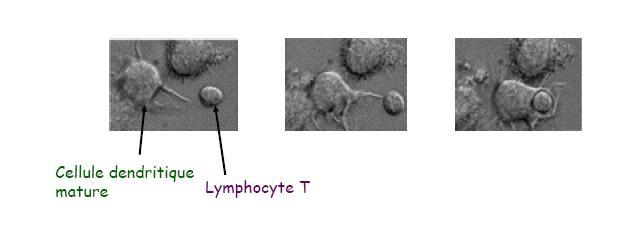 Cellule dendritique
mature
Lymphocyte T